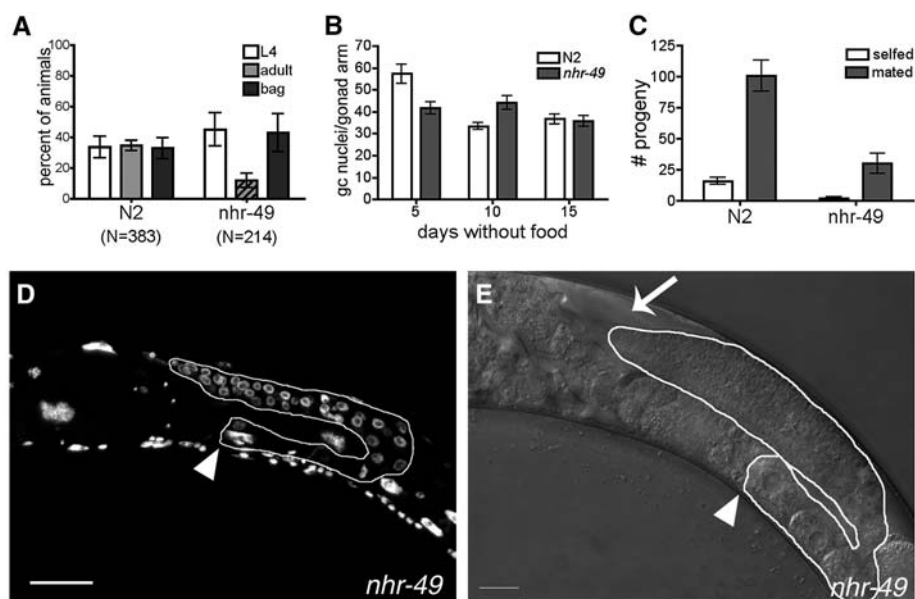 A
percent of animals
100
80
60
40
20
0
L4
adult
bag
N2
nhr-49
(N=383)
(N=214)
B
gc nuclei/gonad arm
70
60
50
40
30
20
10
0
N2
nhr-49
5
10
15
days without food
C
# progeny
125
100
75
50
25
0
selfed
mated
N2
nhr-49
D
nhr-49
E
nhr-49